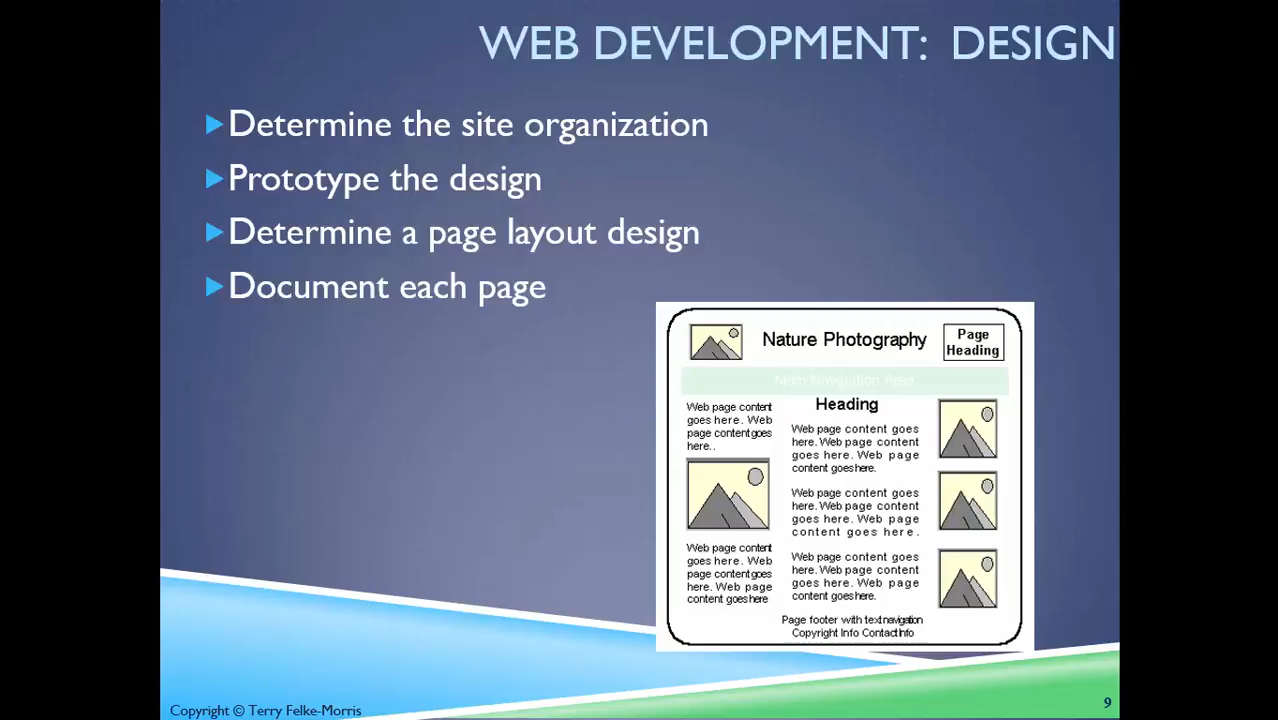 WEB DEVELOPMENT: DESIGN
Determine the site organization
Prototype the design
Determine a page layout design
Document each page
Nature Photography
Page
Heading
Main Navigation Area
Web page content
goes here. Web
page content goes
here..
Web page content
goes here. Web
page content goes
here. Web page
content goes here
Heading
Web page content goes
here. Web page content
goes here. Web page
content goes here.
Web page content goes
here. Web page content
goes here. Web page
content goes here.
Web page content goes
here. Web page content
goes here. Web page
content goes here.
Page footer with text navigation
Copyright Info Contact Info
Copyright © Terry Felke-Morris
9